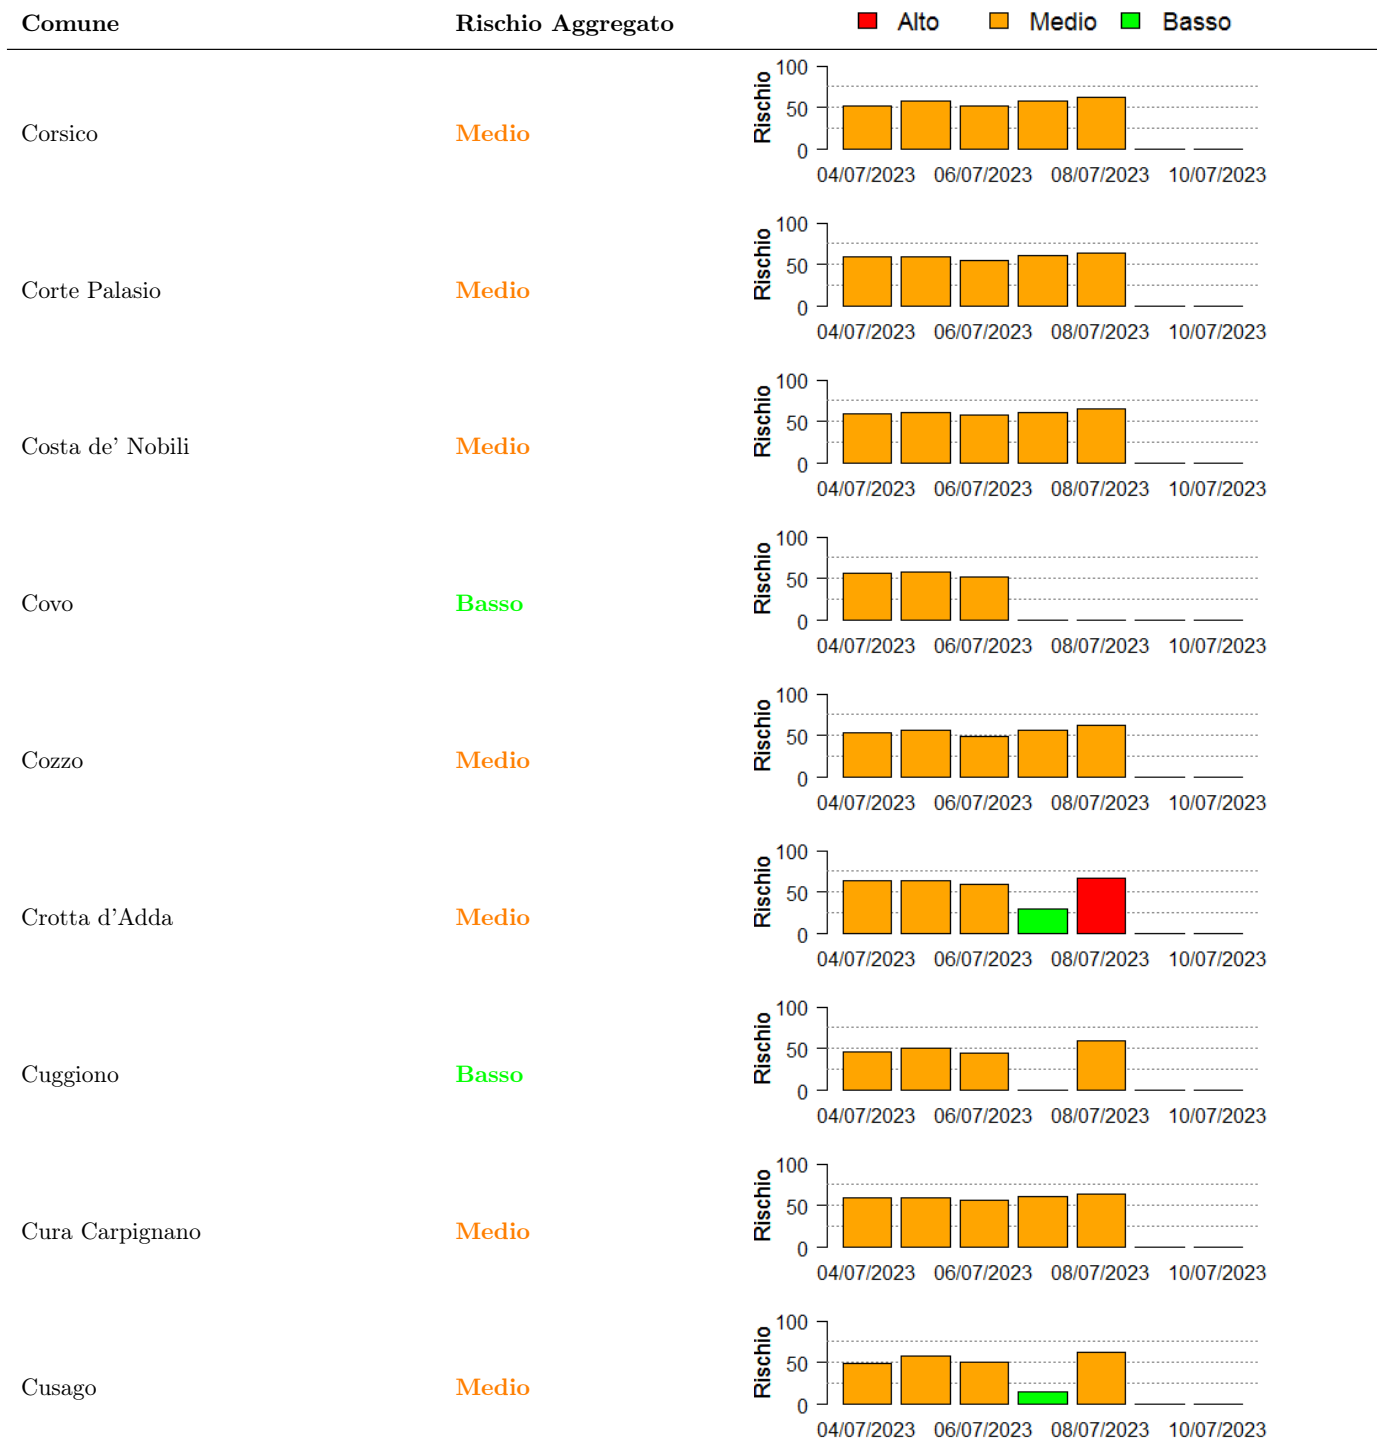 Comune Rischio Aggregato Alto Medio Basso
100
50
0
Rischio
Corsico Medio
04/07/2023 06/07/2023 08/07/2023 10/07/2023
100
50
0
Rischio
Corte Palasio Medio
04/07/2023 06/07/2023 08/07/2023 10/07/2023
100
50
0
Rischio
Costa de’ Nobili Medio
04/07/2023 06/07/2023 08/07/2023 10/07/2023
100
50
0
Rischio
Covo Basso
04/07/2023 06/07/2023 08/07/2023 10/07/2023
100
50
0
Rischio
Cozzo Medio
04/07/2023 06/07/2023 08/07/2023 10/07/2023
100
50
0
Rischio
Crotta d’Adda Medio
04/07/2023 06/07/2023 08/07/2023 10/07/2023
100
50
0
Rischio
Cuggiono Basso
04/07/2023 06/07/2023 08/07/2023 10/07/2023
100
50
0
Rischio
Cura Carpignano Medio
04/07/2023 06/07/2023 08/07/2023 10/07/2023
100
50
0
Rischio
Cusago Medio
04/07/2023 06/07/2023 08/07/2023 10/07/2023